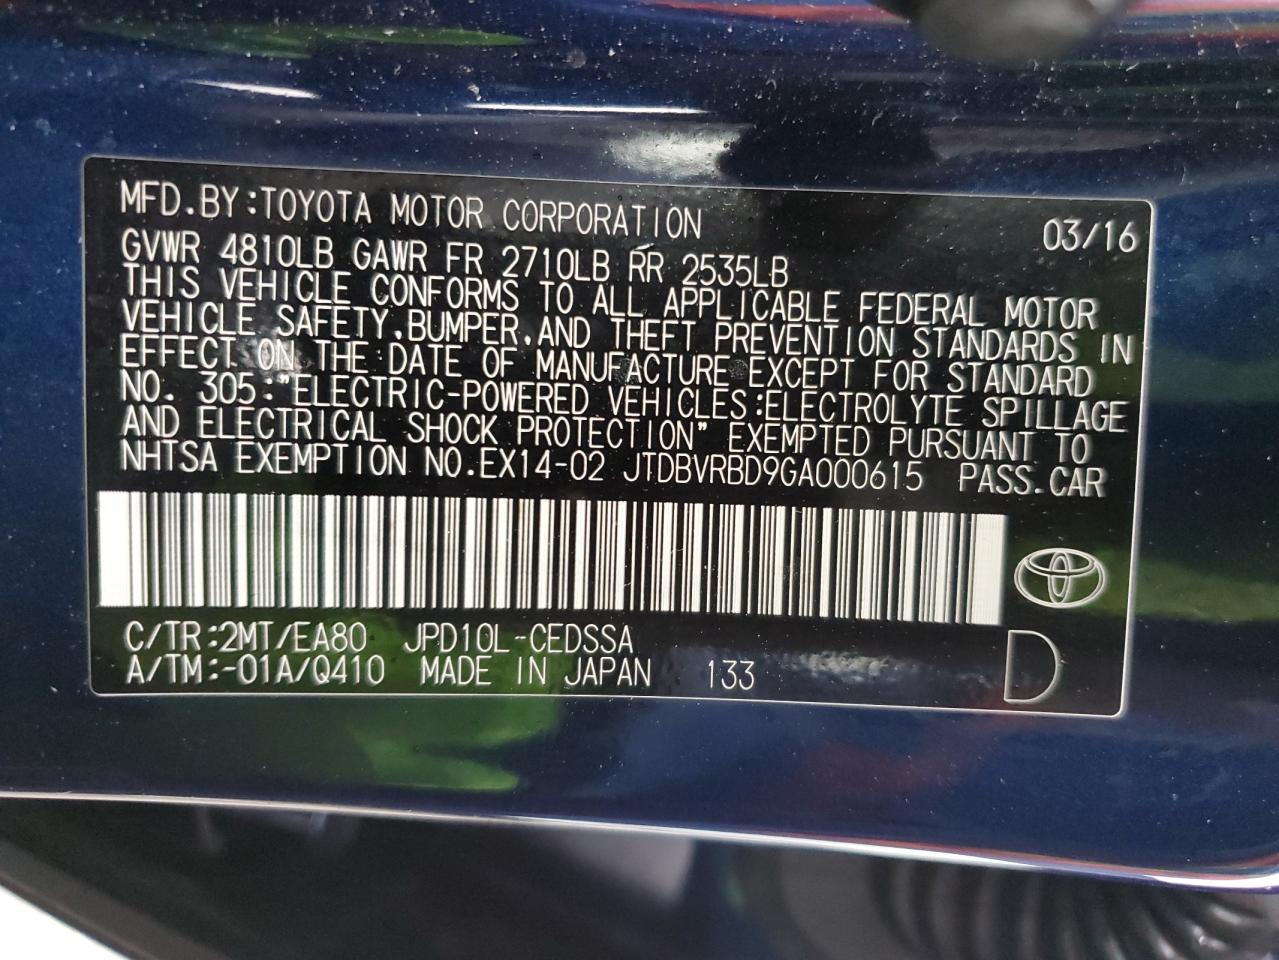 MFD.BY:TOYOTA MOTOR CORPORATION 03/16
GVWR 4810LB GAWR FR 2710LB RR 2535LB
THIS VEHICLE CONFORMS TO ALL APPLICABLE FEDERAL MOTOR
VEHICLE SAFETY,BUMPER,AND THEFT PREVENTION STANDARDS IN
EFFECT ON THE DATE OF MANUFACTURE EXCEPT FOR STANDARD
NO. 305:"ELECTRIC-POWERED VEHICLES:ELECTROLYTE SPILLAGE
AND ELECTRICAL SHOCK PROTECTION" EXEMPTED PURSUANT TO
NHTSA EXEMPTION NO.EX14-02 JTDBVRBD9GA000615 PASS.CAR
C/TR:2MT/EA80 JPD10L-CEDSSA
A/TM:-01A/Q410 MADE IN JAPAN 133
D